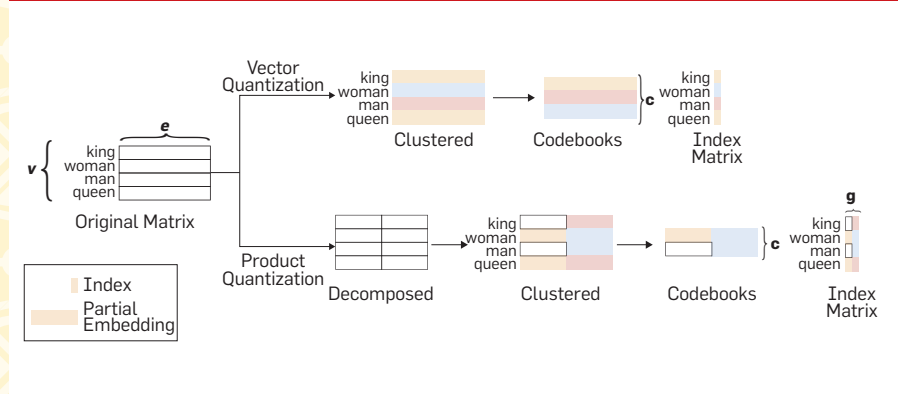 Vector
Quantization
king
woman
man
queen
Clustered
Codebooks
c
king
woman
man
queen
Index
Matrix
e
v
king
woman
man
queen
Original Matrix
Product
Quantization
Decomposed
king
woman
man
queen
Clustered
Codebooks
c
g
king
woman
man
queen
Index
Matrix
Index
Partial
Embedding